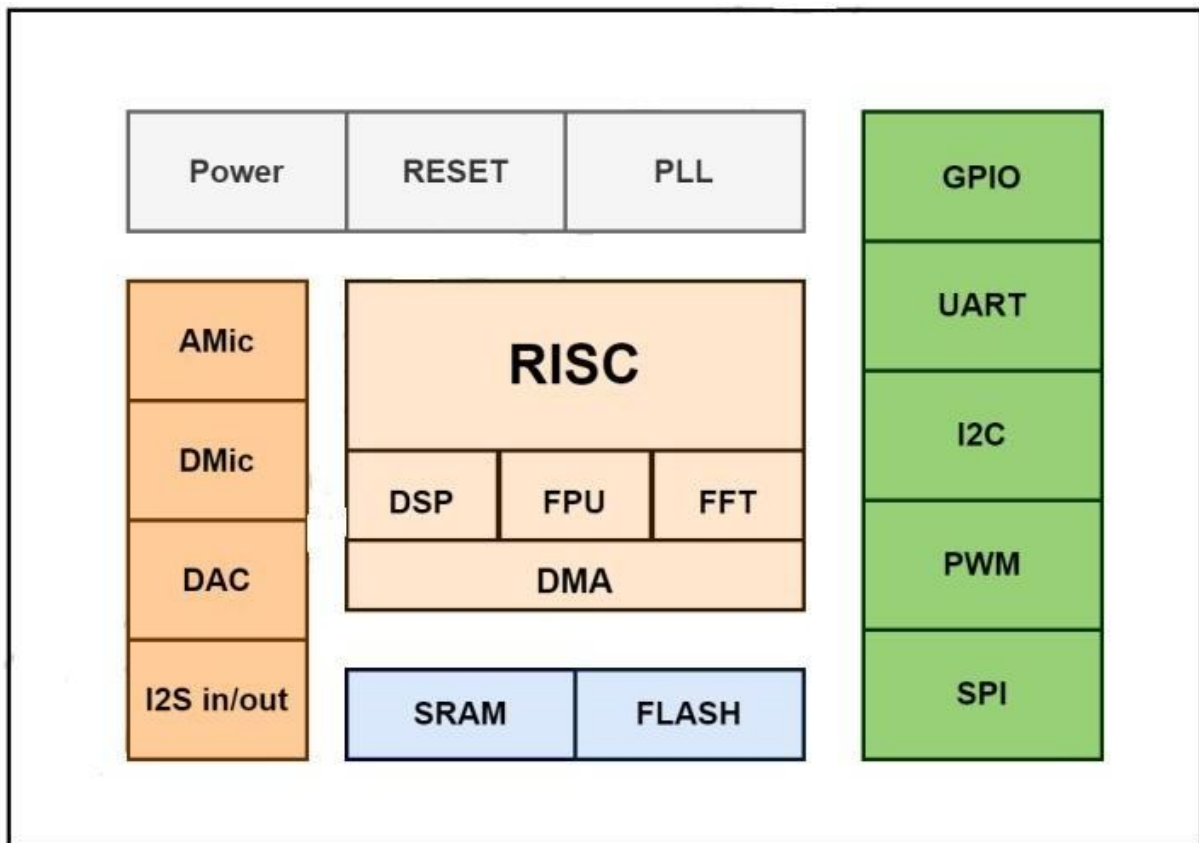 Power
RESET
PLL
GPIO
UART
I2C
PWM
SPI
AMic
DMic
DAC
I2S in/out
RISC
DSP
FPU
FFT
DMA
SRAM
FLASH